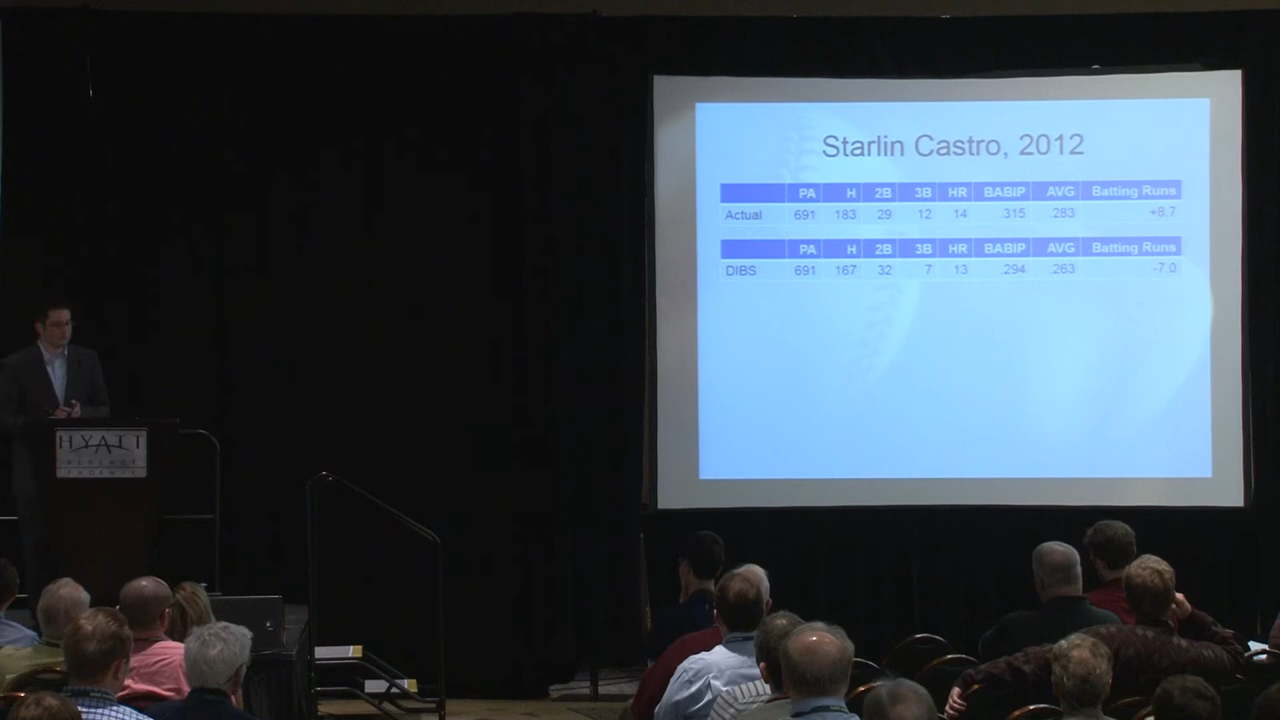 Starlin Castro, 2012
PA H 2B 3B HR BABIP AVG Batting Runs
Actual 691 183 29 12 14 .315 .283 +8.7
PA H 2B 3B HR BABIP AVG Batting Runs
DIBS 691 167 32 7 13 .294 .263 -7.0
HYATT
REGENCY
PHOENIX